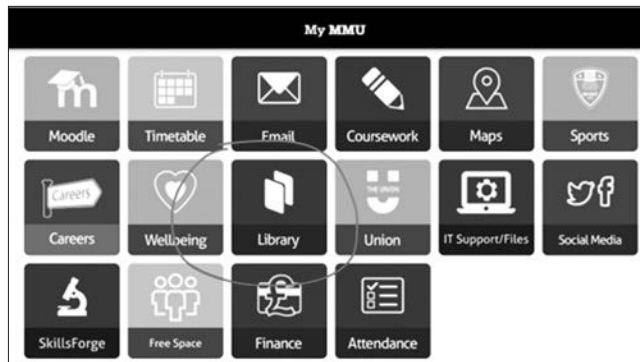 My MMU
Moodle Timetable Email Coursework Maps Sports
Careers
THE UNION
Careers Wellbeing Library Union IT Support/Files Social Media
SkillsForge Free Space Finance Attendance